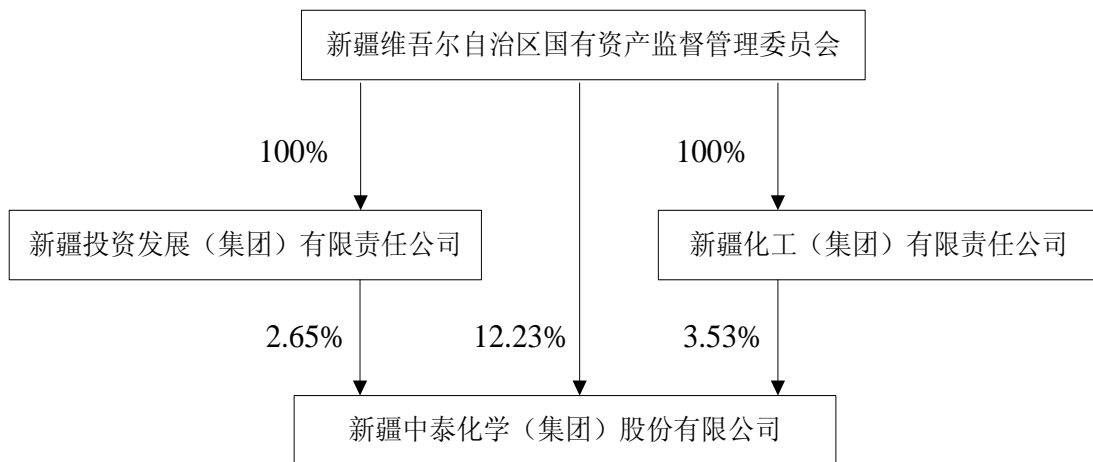 新疆维吾尔自治区国有资产监督管理委员会
100%
100%
新疆投资发展（集团）有限责任公司
新疆化工（集团）有限责任公司
2.65%
12.23%
3.53%
新疆中泰化学（集团）股份有限公司